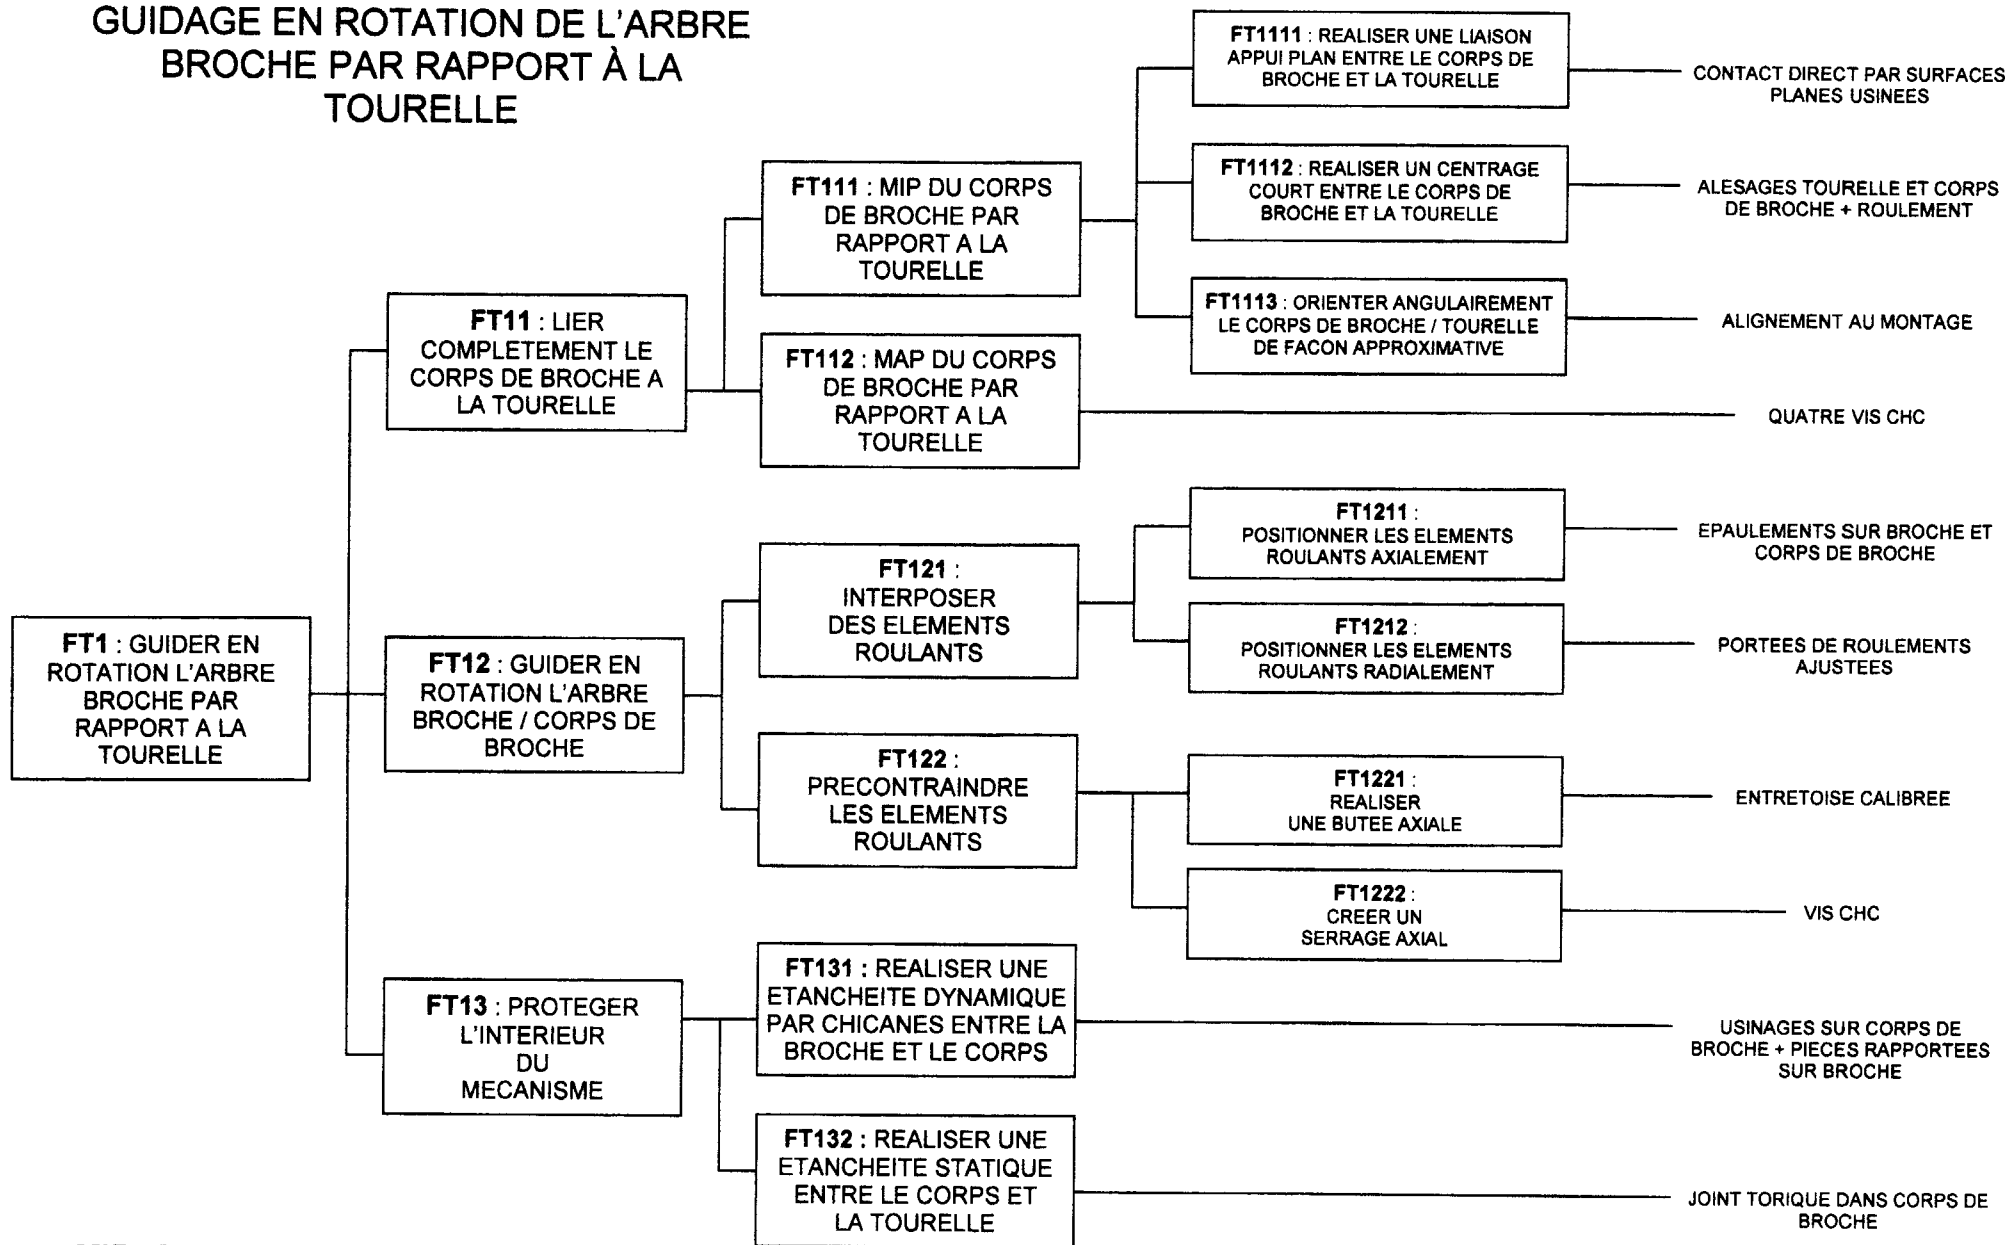 GUIDAGE EN ROTATION DE L'ARBRE
BROCHE PAR RAPPORT À LA
TOURELLE
FT1 : GUIDER EN
ROTATION L'ARBRE
BROCHE PAR
RAPPORT A LA
TOURELLE
FT11 : LIER
COMPLETEMENT LE
CORPS DE BROCHE A
LA TOURELLE
FT111 : MIP DU CORPS
DE BROCHE PAR
RAPPORT A LA
TOURELLE
FT1111 : REALISER UNE LIAISON
APPUI PLAN ENTRE LE CORPS DE
BROCHE ET LA TOURELLE
CONTACT DIRECT PAR SURFACES
PLANES USINEES
FT1112 : REALISER UN CENTRAGE
COURT ENTRE LE CORPS DE
BROCHE ET LA TOURELLE
ALESAGES TOURELLE ET CORPS
DE BROCHE + ROULEMENT
FT1113 : ORIENTER ANGULAIREMENT
LE CORPS DE BROCHE / TOURELLE
DE FACON APPROXIMATIVE
ALIGNEMENT AU MONTAGE
FT112 : MAP DU CORPS
DE BROCHE PAR
RAPPORT A LA
TOURELLE
QUATRE VIS CHC
FT12 : GUIDER EN
ROTATION L'ARBRE
BROCHE / CORPS DE
BROCHE
FT121 :
INTERPOSER
DES ELEMENTS
ROULANTS
FT1211 :
POSITIONNER LES ELEMENTS
ROULANTS AXIALEMENT
EPAULEMENTS SUR BROCHE ET
CORPS DE BROCHE
FT1212 :
POSITIONNER LES ELEMENTS
ROULANTS RADIALEMENT
PORTEES DE ROULEMENTS
AJUSTEES
FT122 :
PRECONTRAINDRE
LES ELEMENTS
ROULANTS
FT1221 :
REALISER
UNE BUTEE AXIALE
ENTRETOISE CALIBREE
FT1222 :
CREER UN
SERRAGE AXIAL
VIS CHC
FT13 : PROTEGER
L'INTERIEUR
DU
MECANISME
FT131 : REALISER UNE
ETANCHEITE DYNAMIQUE
PAR CHICANES ENTRE LA
BROCHE ET LE CORPS
USINAGES SUR CORPS DE
BROCHE + PIECES RAPPORTEES
SUR BROCHE
FT132 : REALISER UNE
ETANCHEITE STATIQUE
ENTRE LE CORPS ET
LA TOURELLE
JOINT TORIQUE DANS CORPS DE
BROCHE